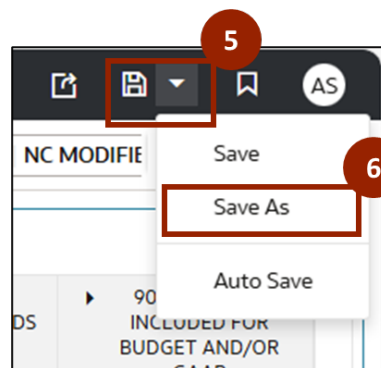 5
AS
NC MODIFIE
Save
6
Save As
Auto Save
90
DS
INCLUDED FOR
BUDGET AND/OR